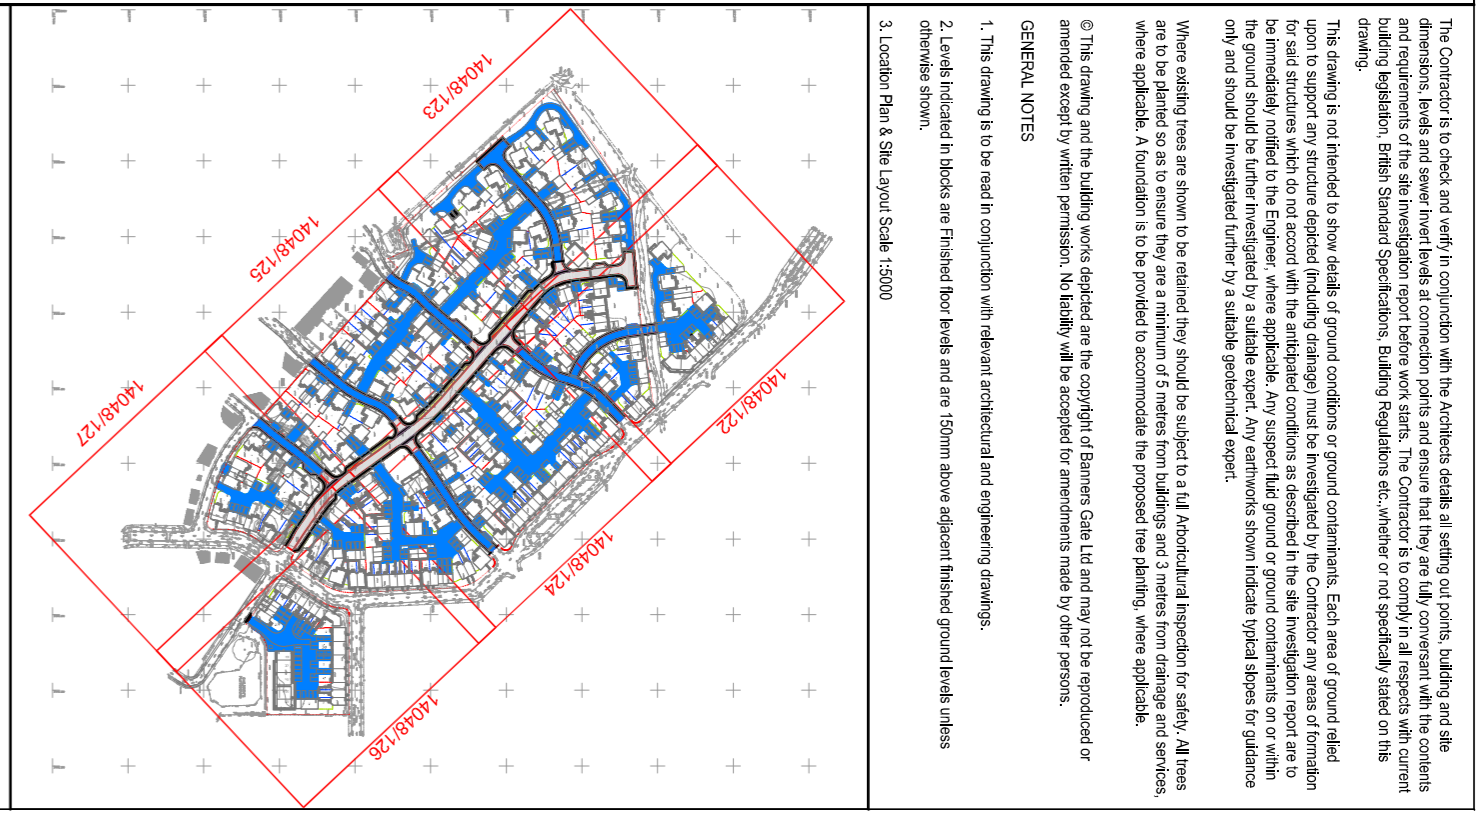 The Contractor is to check and verify in conjunction with the Architects details all setting out points, building and site
dimensions, levels and sewer invert levels at connection points and ensure that they are fully conversant with the contents
and requirements of the site investigation report before work starts. The Contractor is to comply in all respects with current
building legislation, British Standard Specifications, Building Regulations etc.,whether or not specifically stated on this
drawing.
This drawing is not intended to show details of ground conditions or ground contaminants. Each area of ground relied
upon to support any structure depicted (including drainage) must be investigated by the Contractor any areas of formation
for said structures which do not accord with the anticipated conditions as described in the site investigation report are to
be immediately notified to the Engineer, where applicable. Any suspect fluid ground or ground contaminants on or within
the ground should be further investigated by a suitable expert. Any earthworks shown indicate typical slopes for guidance
only and should be investigated further by a suitable geotechnical expert.
Where existing trees are shown to be retained they should be subject to a full Arboricultural inspection for safety. All trees
are to be planted so as to ensure they are a minimum of 5 metres from buildings and 3 metres from drainage and services,
where applicable. A foundation is to be provided to accommodate the proposed tree planting, where applicable.
© This drawing and the building works depicted are the copyright of Banners Gate Ltd and may not be reproduced or
amended except by written permission. No liability will be accepted for amendments made by other persons.
GENERAL NOTES
1. This drawing is to be read in conjunction with relevant architectural and engineering drawings.
2. Levels indicated in blocks are Finished floor levels and are 150mm above adjacent finished ground levels unless
otherwise shown.
3. Location Plan & Site Layout Scale 1:5000
14048/123
14048/125
14048/127
14048/122
14048/124
14048/126